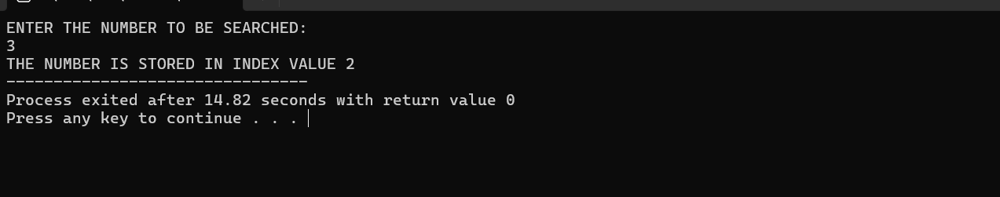 ENTER THE NUMBER TO BE SEARCHED:
3
THE NUMBER IS STORED IN INDEX VALUE 2
--------------------------------
Process exited after 14.82 seconds with return value 0
Press any key to continue . . .